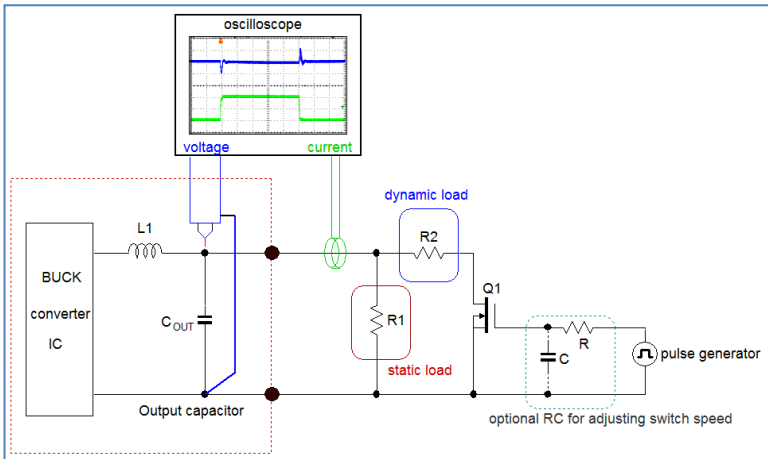 oscilloscope
voltage
current
dynamic load
L1
R2
BUCK
converter
IC
Q1
COUT
R1
C
R
pulse generator
static load
Output capacitor
optional RC for adjusting switch speed